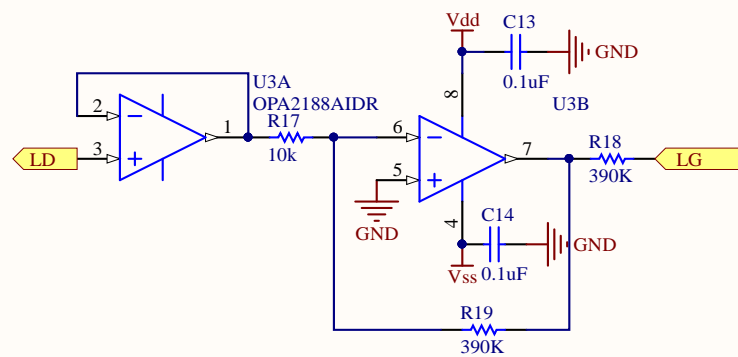 Vdd
C13
GND
0.1uF
8
U3A
OPA2188AIDR
U3B
2
1
R17
10k
6
7
R18
390K
LD
3
5
LG
GND
4
C14
GND
Vss
0.1uF
R19
390K